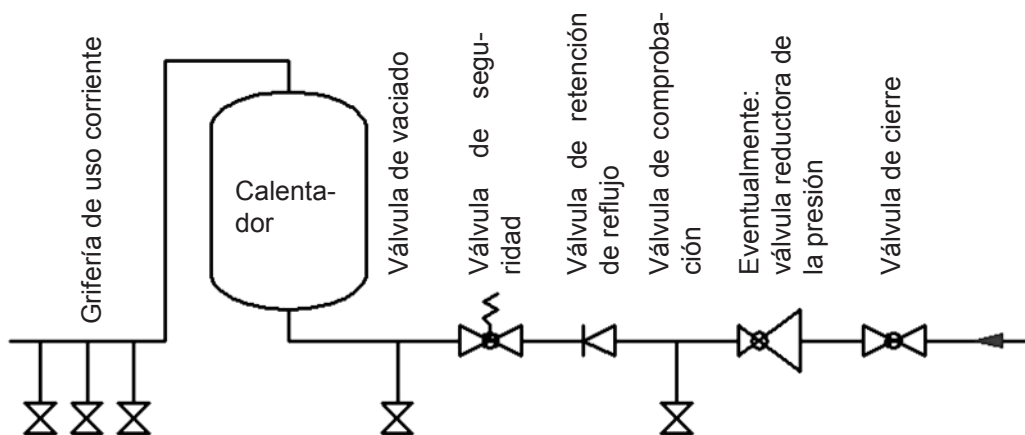 Grifería de uso corriente
Calenta-
dor
Válvula de vaciado
Válvula de segu-
ridad
Válvula de retención
de reflujo
Válvula de comproba-
ción
Eventualmente:
válvula reductora de
la presión
Válvula de cierre